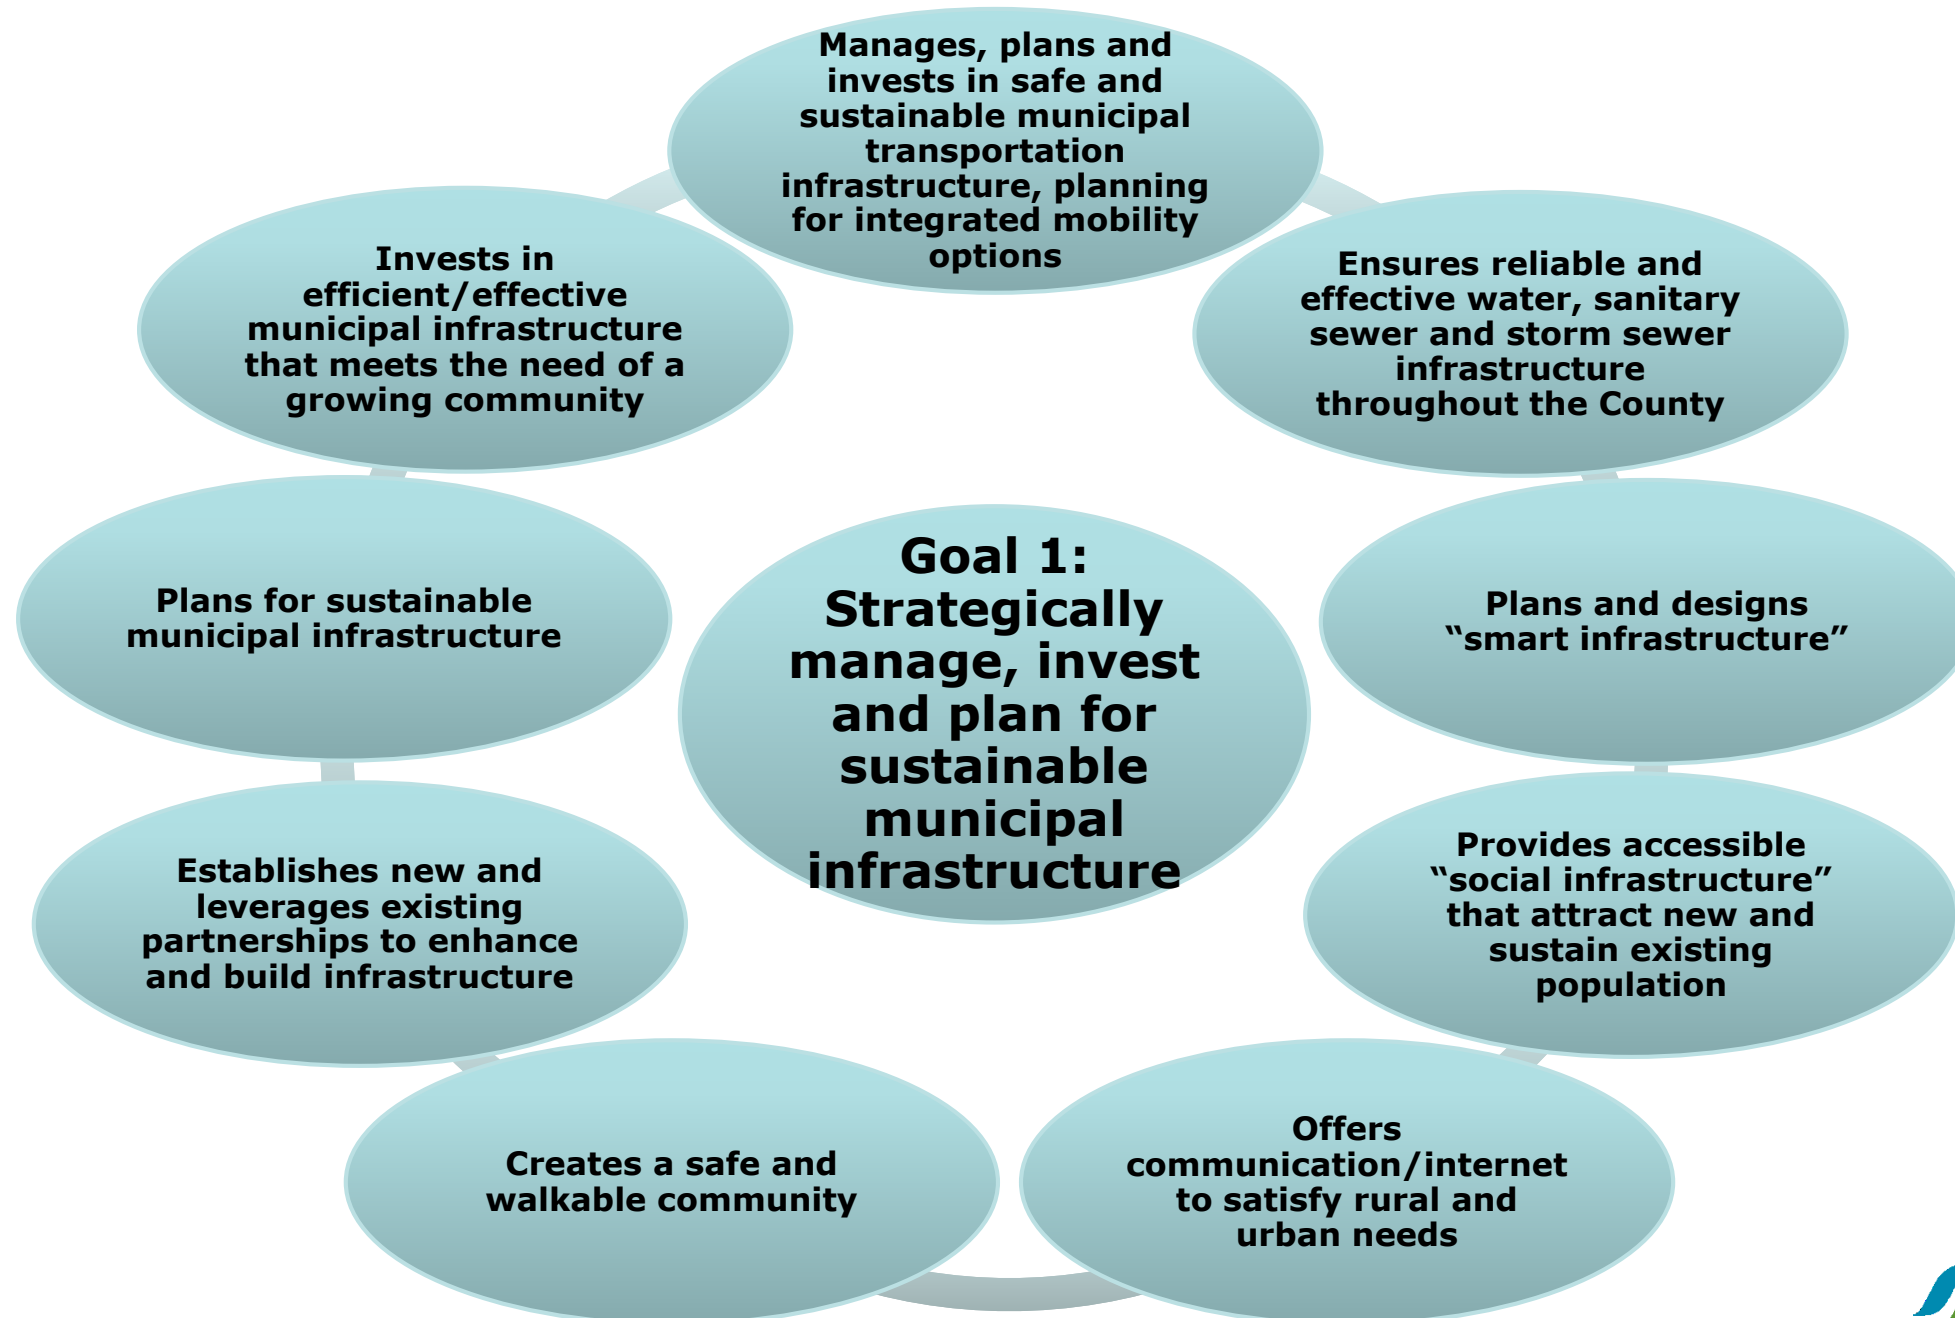 Manages, plans and
invests in safe and
sustainable municipal
transportation
infrastructure, planning
for integrated mobility
options
Ensures reliable and
effective water, sanitary
sewer and storm sewer
infrastructure
throughout the County
Plans and designs
“smart infrastructure”
Provides accessible
“social infrastructure”
that attract new and
sustain existing
population
Offers
communication/internet
to satisfy rural and
urban needs
Creates a safe and
walkable community
Establishes new and
leverages existing
partnerships to enhance
and build infrastructure
Plans for sustainable
municipal infrastructure
Invests in
efficient/effective
municipal infrastructure
that meets the need of a
growing community
Goal 1:
Strategically
manage, invest
and plan for
sustainable
municipal
infrastructure